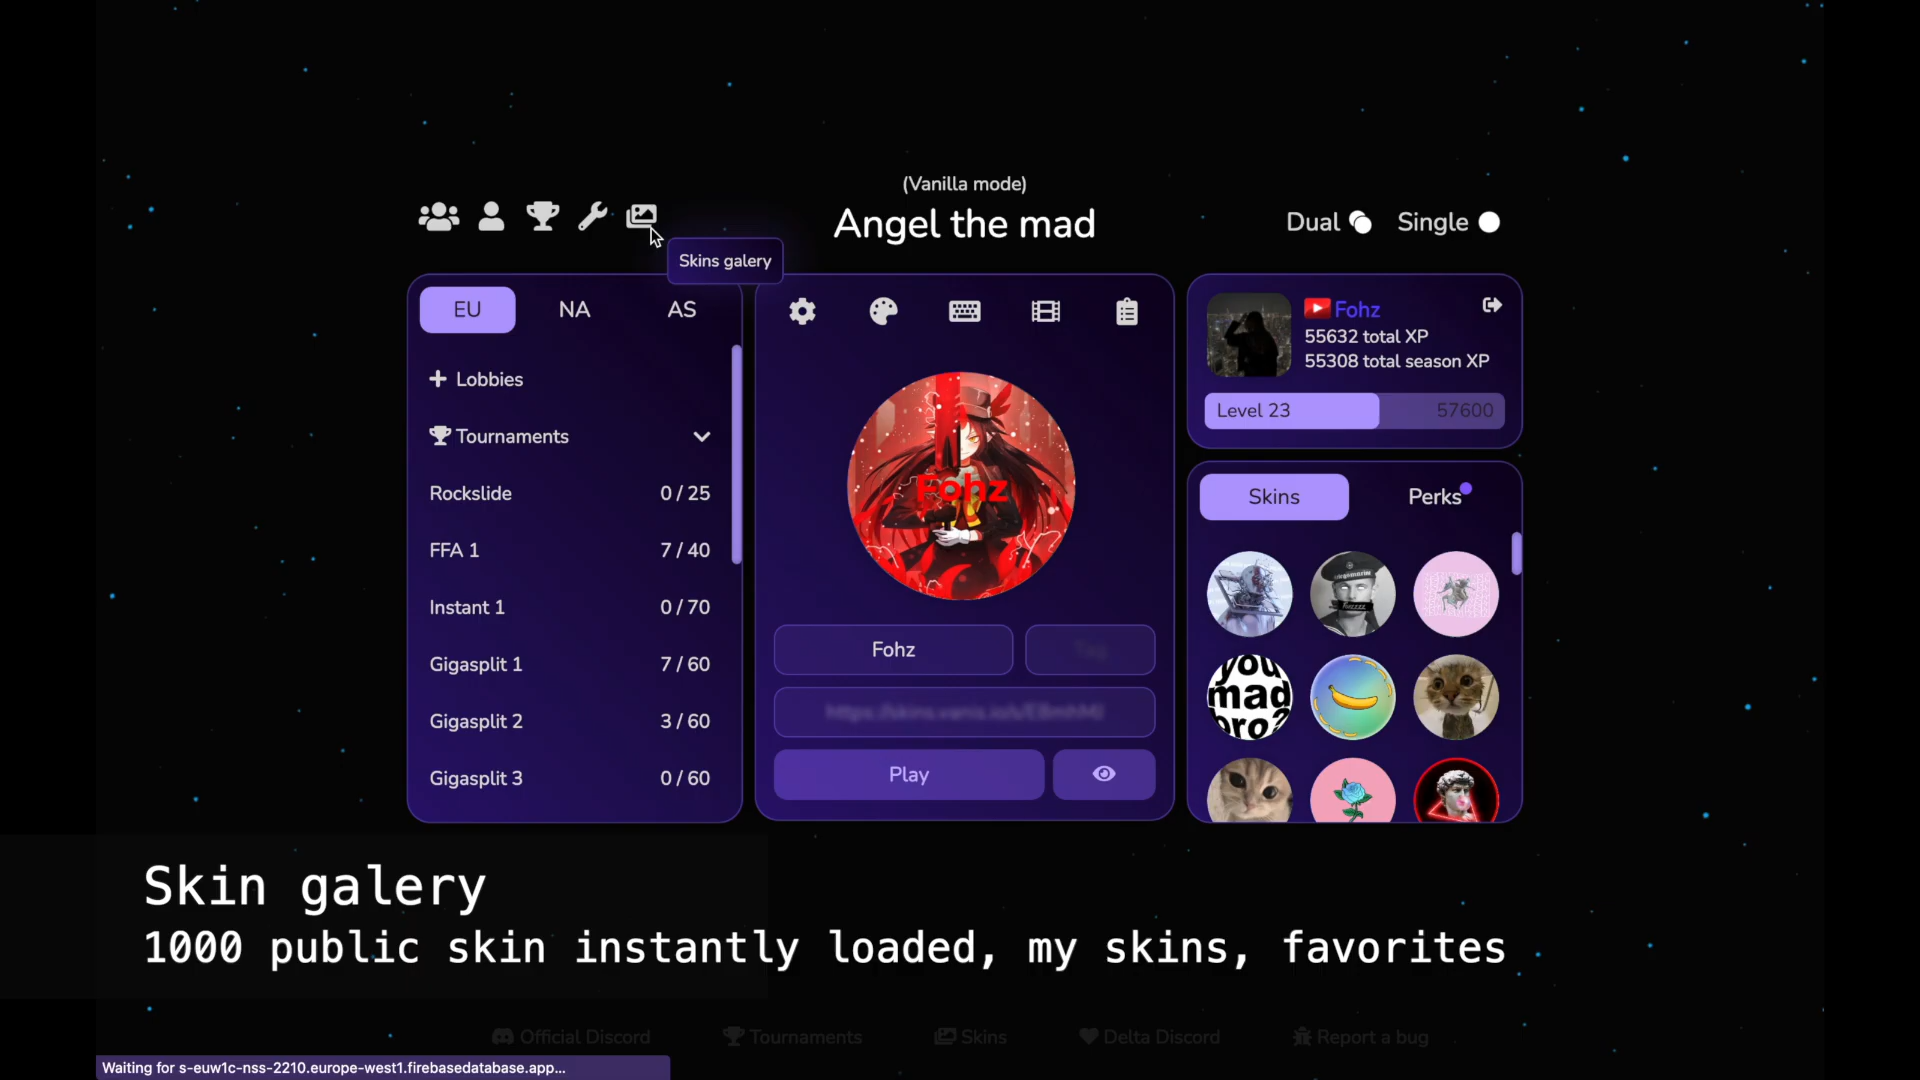 (Vanilla mode)
Angel the mad
Dual
Single
Skins galery
EU
NA
AS
Lobbies
Tournaments
Rockslide
0 / 25
FFA 1
7 / 40
Instant 1
0 / 70
Gigasplit 1
7 / 60
Gigasplit 2
3 / 60
Gigasplit 3
0 / 60
Fohz
Fohz
Play
Fohz
55632 total XP
55308 total season XP
Level 23
57600
Skins
Perks
you
mad
bro?
Skin galery
1000 public skin instantly loaded, my skins, favorites
Official Discord
Tournaments
Skins
Delta Discord
Report a bug
Waiting for s-euw1c-nss-2210.europe-west1.firebasedatabase.app...